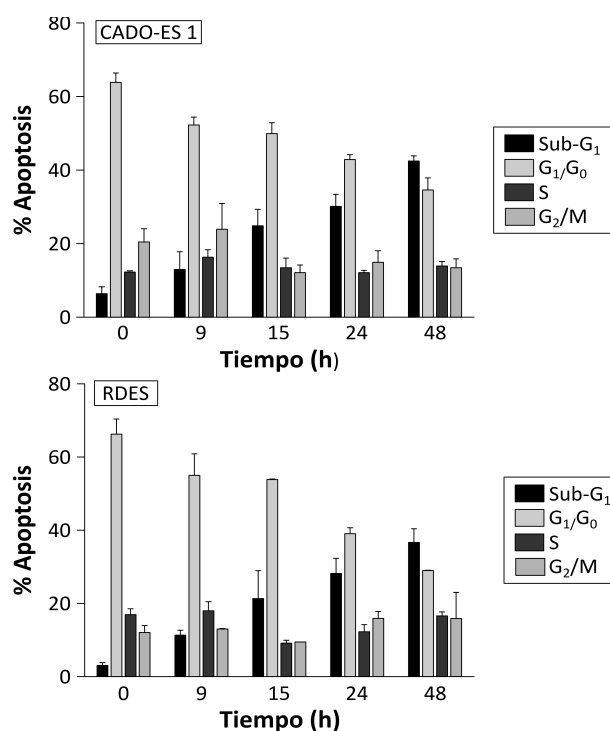 CADO-ES 1
80
60
40
20
0
% Apoptosis
0 9 15 24 48
Tiempo (h)
Sub-G₁
G₁/G₀
S
G₂/M
RDES
80
60
40
20
0
% Apoptosis
0 9 15 24 48
Tiempo (h)
Sub-G₁
G₁/G₀
S
G₂/M